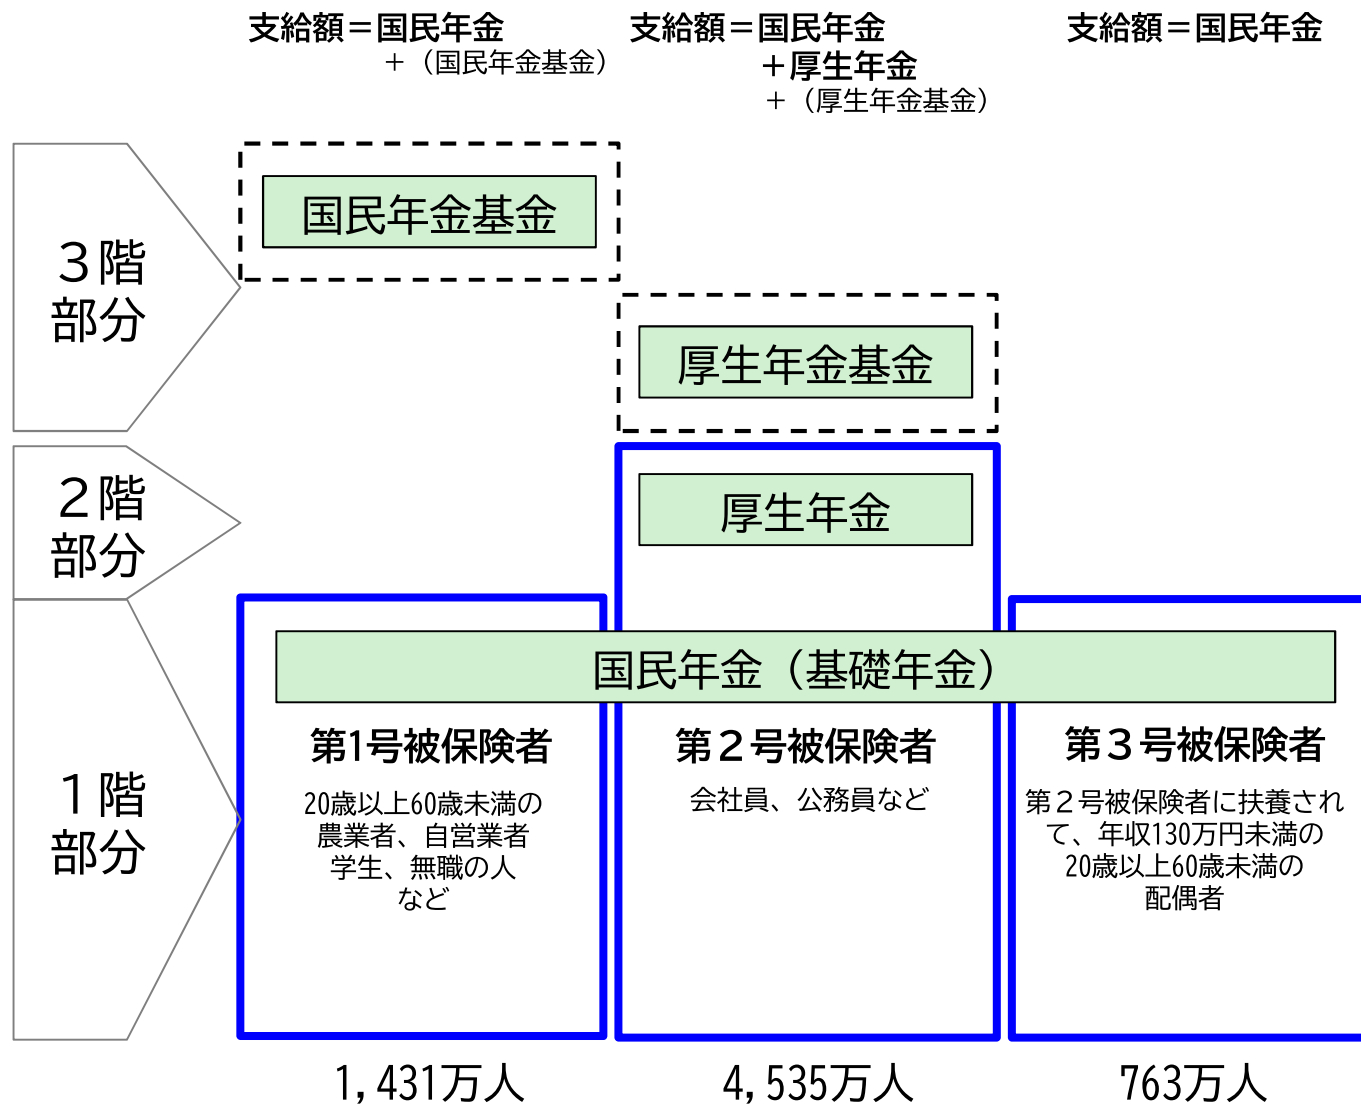 支給額＝国民年金
＋（国民年金基金）
支給額＝国民年金
＋厚生年金
＋（厚生年金基金）
支給額＝国民年金
３階
部分
国民年金基金
厚生年金基金
２階
部分
厚生年金
１階
部分
国民年金（基礎年金）
第1号被保険者
20歳以上60歳未満の
農業者、自営業者
学生、無職の人
など
第２号被保険者
会社員、公務員など
第３号被保険者
第２号被保険者に扶養され
て、年収130万円未満の
20歳以上60歳未満の
配偶者
1,431万人
4,535万人
763万人